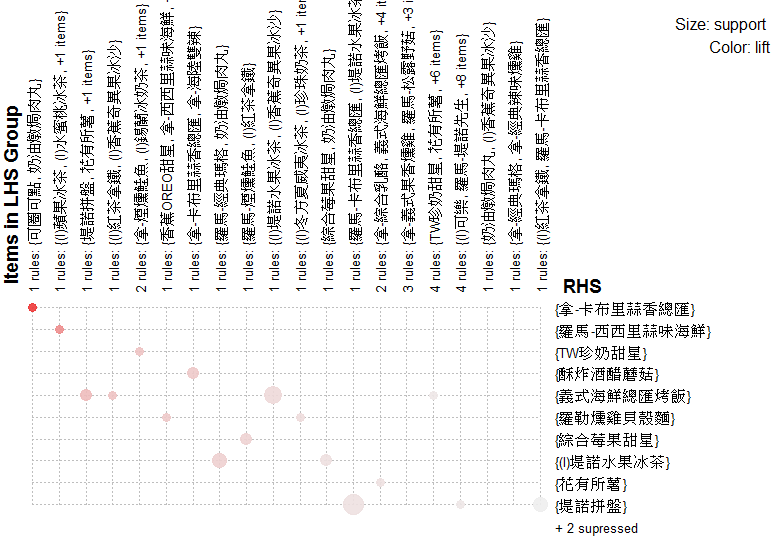 Size: support
Color: lift
Items in LHS Group
1 rules: {可圈可點, 奶油燉焗肉丸}
1 rules: {(I)蘋果冰茶, (I)水蜜桃冰茶, +1 items}
1 rules: {堤諾拼盤, 花有所薯, +1 items}
1 rules: {(I)紅茶拿鐵, (I)香蕉奇異果冰沙}
2 rules: {拿-煙燻鮭魚, (I)錫蘭冰奶茶, +1 items}
1 rules: {香蕉OREO甜星, 拿-西西里蒜味海鮮,
1 rules: {拿-卡布里蒜香總匯, 拿-海陸雙辣}
1 rules: {羅馬-經典瑪格, 奶油燉焗肉丸}
1 rules: {羅馬-煙燻鮭魚, (I)紅茶拿鐵}
1 rules: {(I)堤諾水果冰茶, (I)香蕉奇異果冰沙}
1 rules: {(I)冬方夏威夷冰茶, (I)珍珠奶茶, +1 item
1 rules: {綜合莓果甜星, 奶油燉焗肉丸}
1 rules: {羅馬-卡布里蒜香總匯, (I)堤諾水果冰茶
2 rules: {拿-綜合乳酪, 義式海鮮總匯烤飯, +4 it
3 rules: {拿-義式果香燻雞, 羅馬-松露野菇, +3 i
4 rules: {TW珍奶甜星, 花有所薯, +6 items}
4 rules: {(I)可樂, 羅馬-堤諾先生, +8 items}
1 rules: {奶油燉焗肉丸, (I)香蕉奇異果冰沙}
1 rules: {拿-經典瑪格, 拿-經典辣味燻雞}
1 rules: {(I)紅茶拿鐵, 羅馬-卡布里蒜香總匯}
RHS
{拿-卡布里蒜香總匯}
{羅馬-西西里蒜味海鮮}
{TW珍奶甜星}
{酥炸酒醋蘑菇}
{義式海鮮總匯烤飯}
{羅勒燻雞貝殼麵}
{綜合莓果甜星}
{(I)堤諾水果冰茶}
{花有所薯}
{堤諾拼盤}
+ 2 supressed